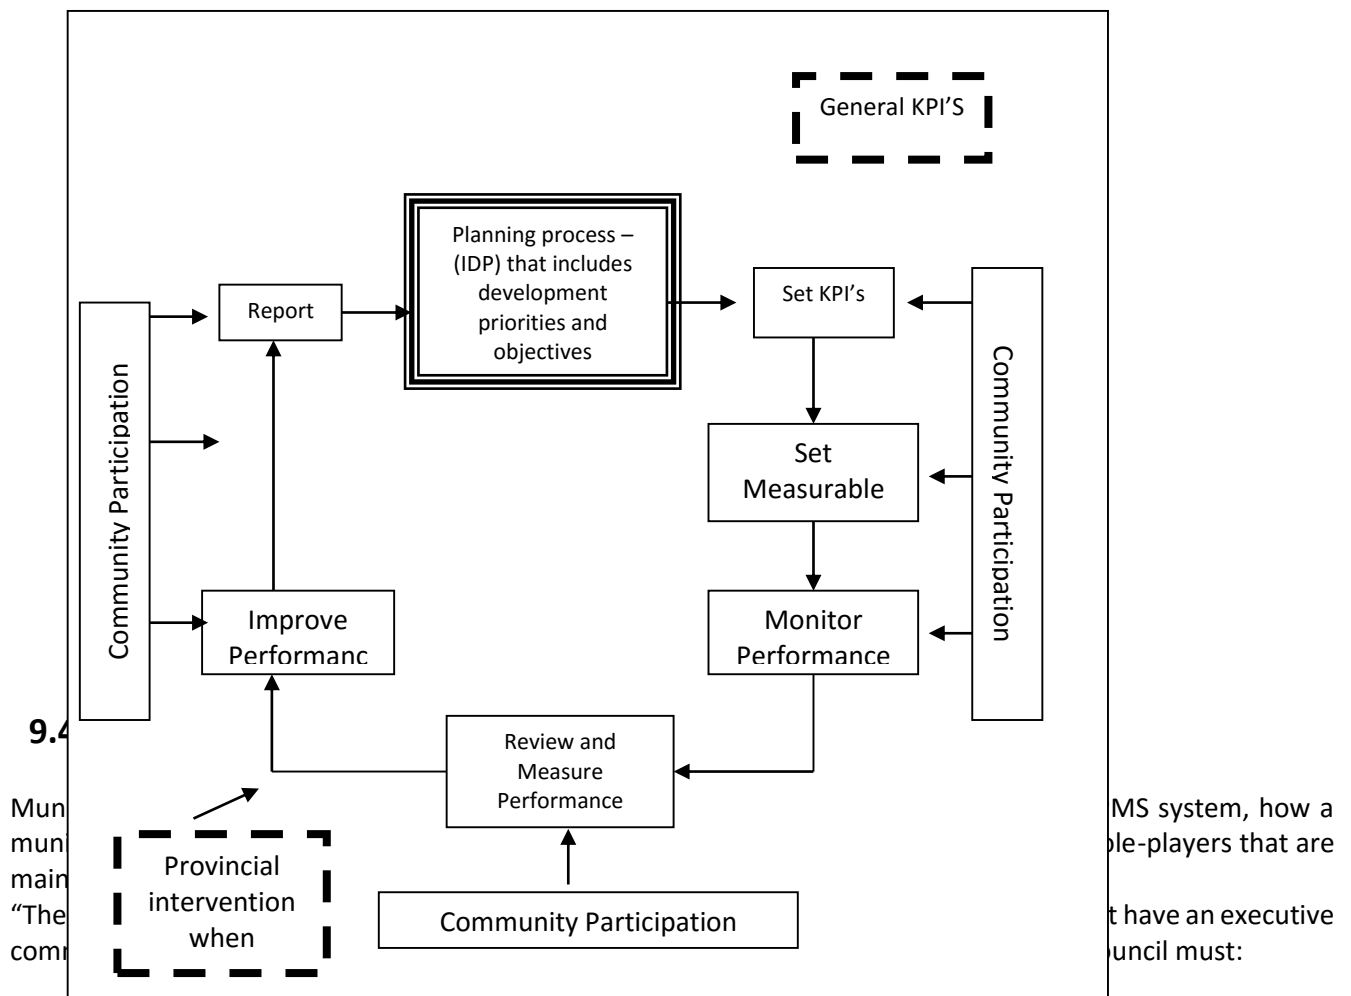 General KPI'S
Planning process –
(IDP) that includes
development
priorities and
objectives
Set KPI's
Report
Community Participation
Community Participation
Set
Measurable
Improve
Performanc
Monitor
Performance
9.4
Review and
Measure
Performance
Mun MS system, how a
muni le-players that are
main
“The t have an executive
com uncil must:
Provincial
intervention
when
Community Participation